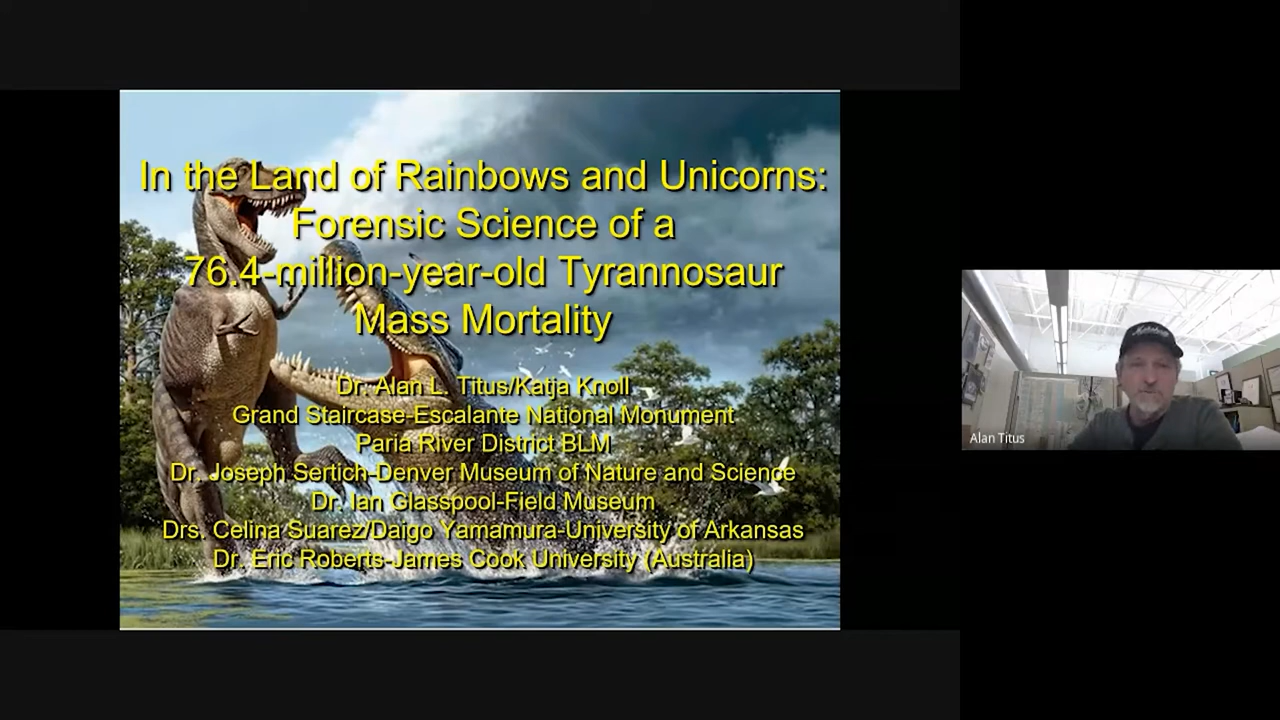 In the Land of Rainbows and Unicorns:
Forensic Science of a
76.4-million-year-old Tyrannosaur
Mass Mortality
Dr. Alan L. Titus/Katja Knoll
Grand Staircase-Escalante National Monument
Paria River District BLM
Dr. Joseph Sertich-Denver Museum of Nature and Science
Dr. Ian Glasspool-Field Museum
Drs. Celina Suarez/Daigo Yamamura-University of Arkansas
Dr. Eric Roberts-James Cook University (Australia)
Marshall
Alan Titus